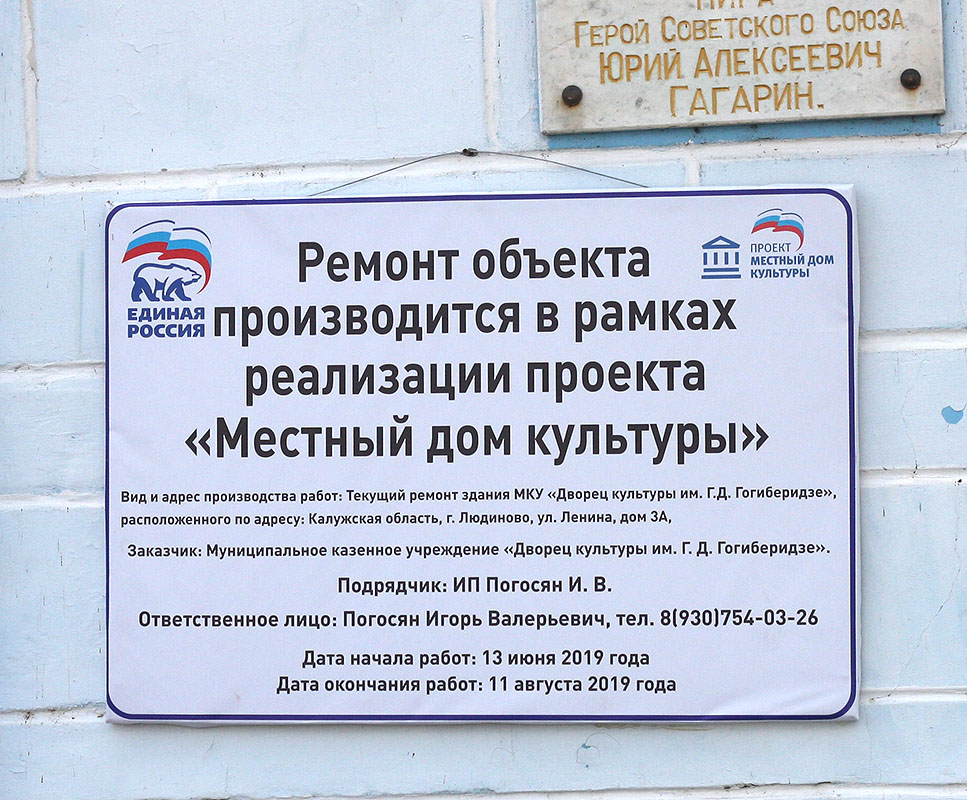 Герой Советского Союза
Юрий Алексеевич
Гагарин.
ЕДИНАЯ
РОССИЯ
ПРОЕКТ
МЕСТНЫЙ ДОМ
КУЛЬТУРЫ
Ремонт объекта
производится в рамках
реализации проекта
«Местный дом культуры»
Вид и адрес производства работ: Текущий ремонт здания МКУ «Дворец культуры им. Г.Д. Гогиберидзе»,
расположенного по адресу: Калужская область, г. Людиново, ул. Ленина, дом 3А,
Заказчик: Муниципальное казенное учреждение «Дворец культуры им. Г. Д. Гогиберидзе».
Подрядчик: ИП Погосян И. В.
Ответственное лицо: Погосян Игорь Валерьевич, тел. 8(930)754-03-26
Дата начала работ: 13 июня 2019 года
Дата окончания работ: 11 августа 2019 года